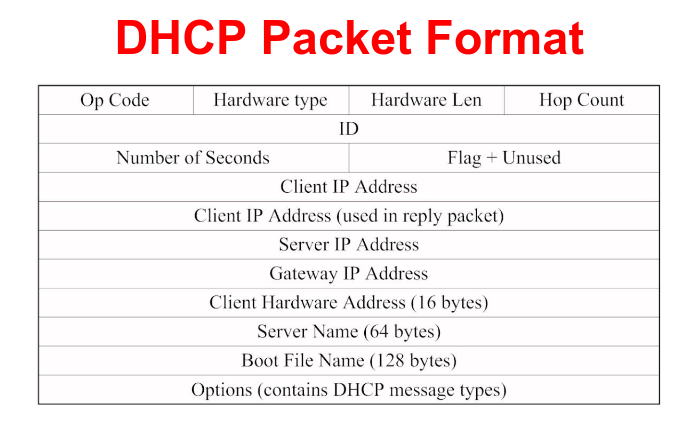 DHCP Packet Format
Op Code Hardware type Hardware Len Hop Count
ID
Number of Seconds Flag + Unused
Client IP Address
Client IP Address (used in reply packet)
Server IP Address
Gateway IP Address
Client Hardware Address (16 bytes)
Server Name (64 bytes)
Boot File Name (128 bytes)
Options (contains DHCP message types)